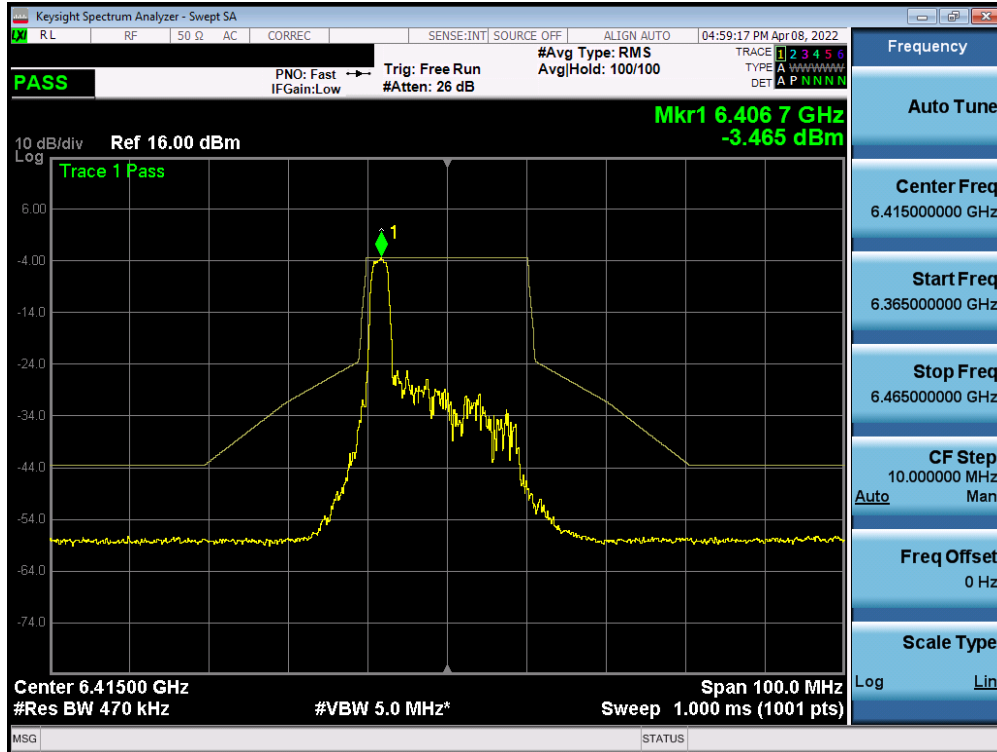 Keysight Spectrum Analyzer - Swept SA
LXI RL RF 50 Ω AC CORREC SENSE:INT SOURCE OFF ALIGN AUTO 04:59:17 PM Apr 08, 2022
PASS
PNO: Fast
IFGain:Low
Trig: Free Run
#Atten: 26 dB
#Avg Type: RMS
Avg|Hold: 100/100
TRACE 1 2 3 4 5 6
TYPE A WWWWW
DET A P N N N N
Mkr1 6.406 7 GHz
-3.465 dBm
10 dB/div Ref 16.00 dBm
Log
Trace 1 Pass
1
6.00
-4.00
-14.0
-24.0
-34.0
-44.0
-54.0
-64.0
-74.0
Center 6.41500 GHz Span 100.0 MHz
#Res BW 470 kHz #VBW 5.0 MHz* Sweep 1.000 ms (1001 pts)
MSG STATUS
Frequency
Auto Tune
Center Freq
6.415000000 GHz
Start Freq
6.365000000 GHz
Stop Freq
6.465000000 GHz
CF Step
10.000000 MHz
Auto Man
Freq Offset
0 Hz
Scale Type
Log Lin